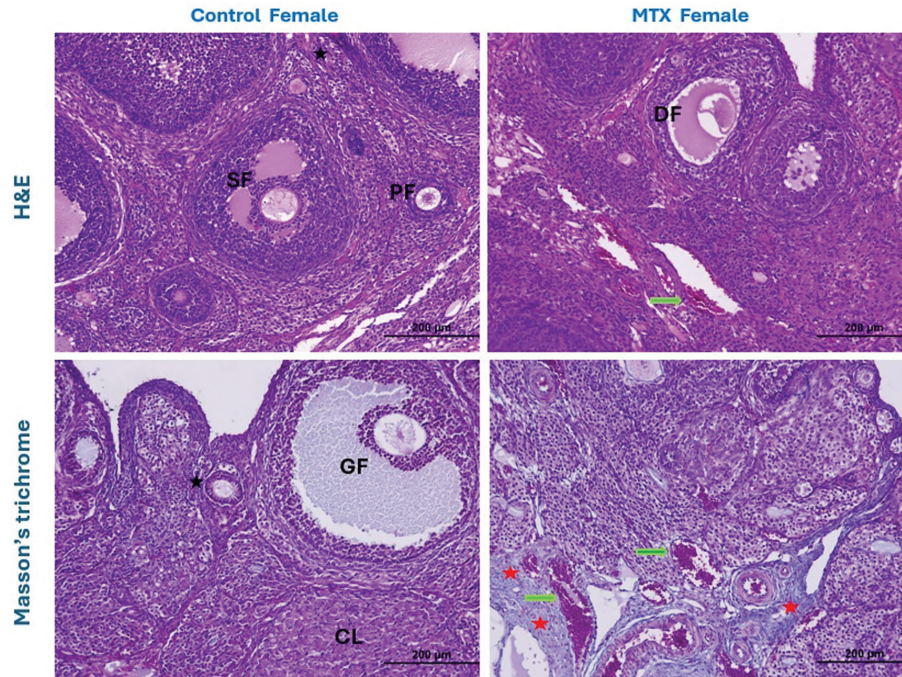 Control Female
MTX Female
H&E
SF
PF
200 µm
DF
200 µm
Masson's trichrome
GF
CL
200 µm
200 µm